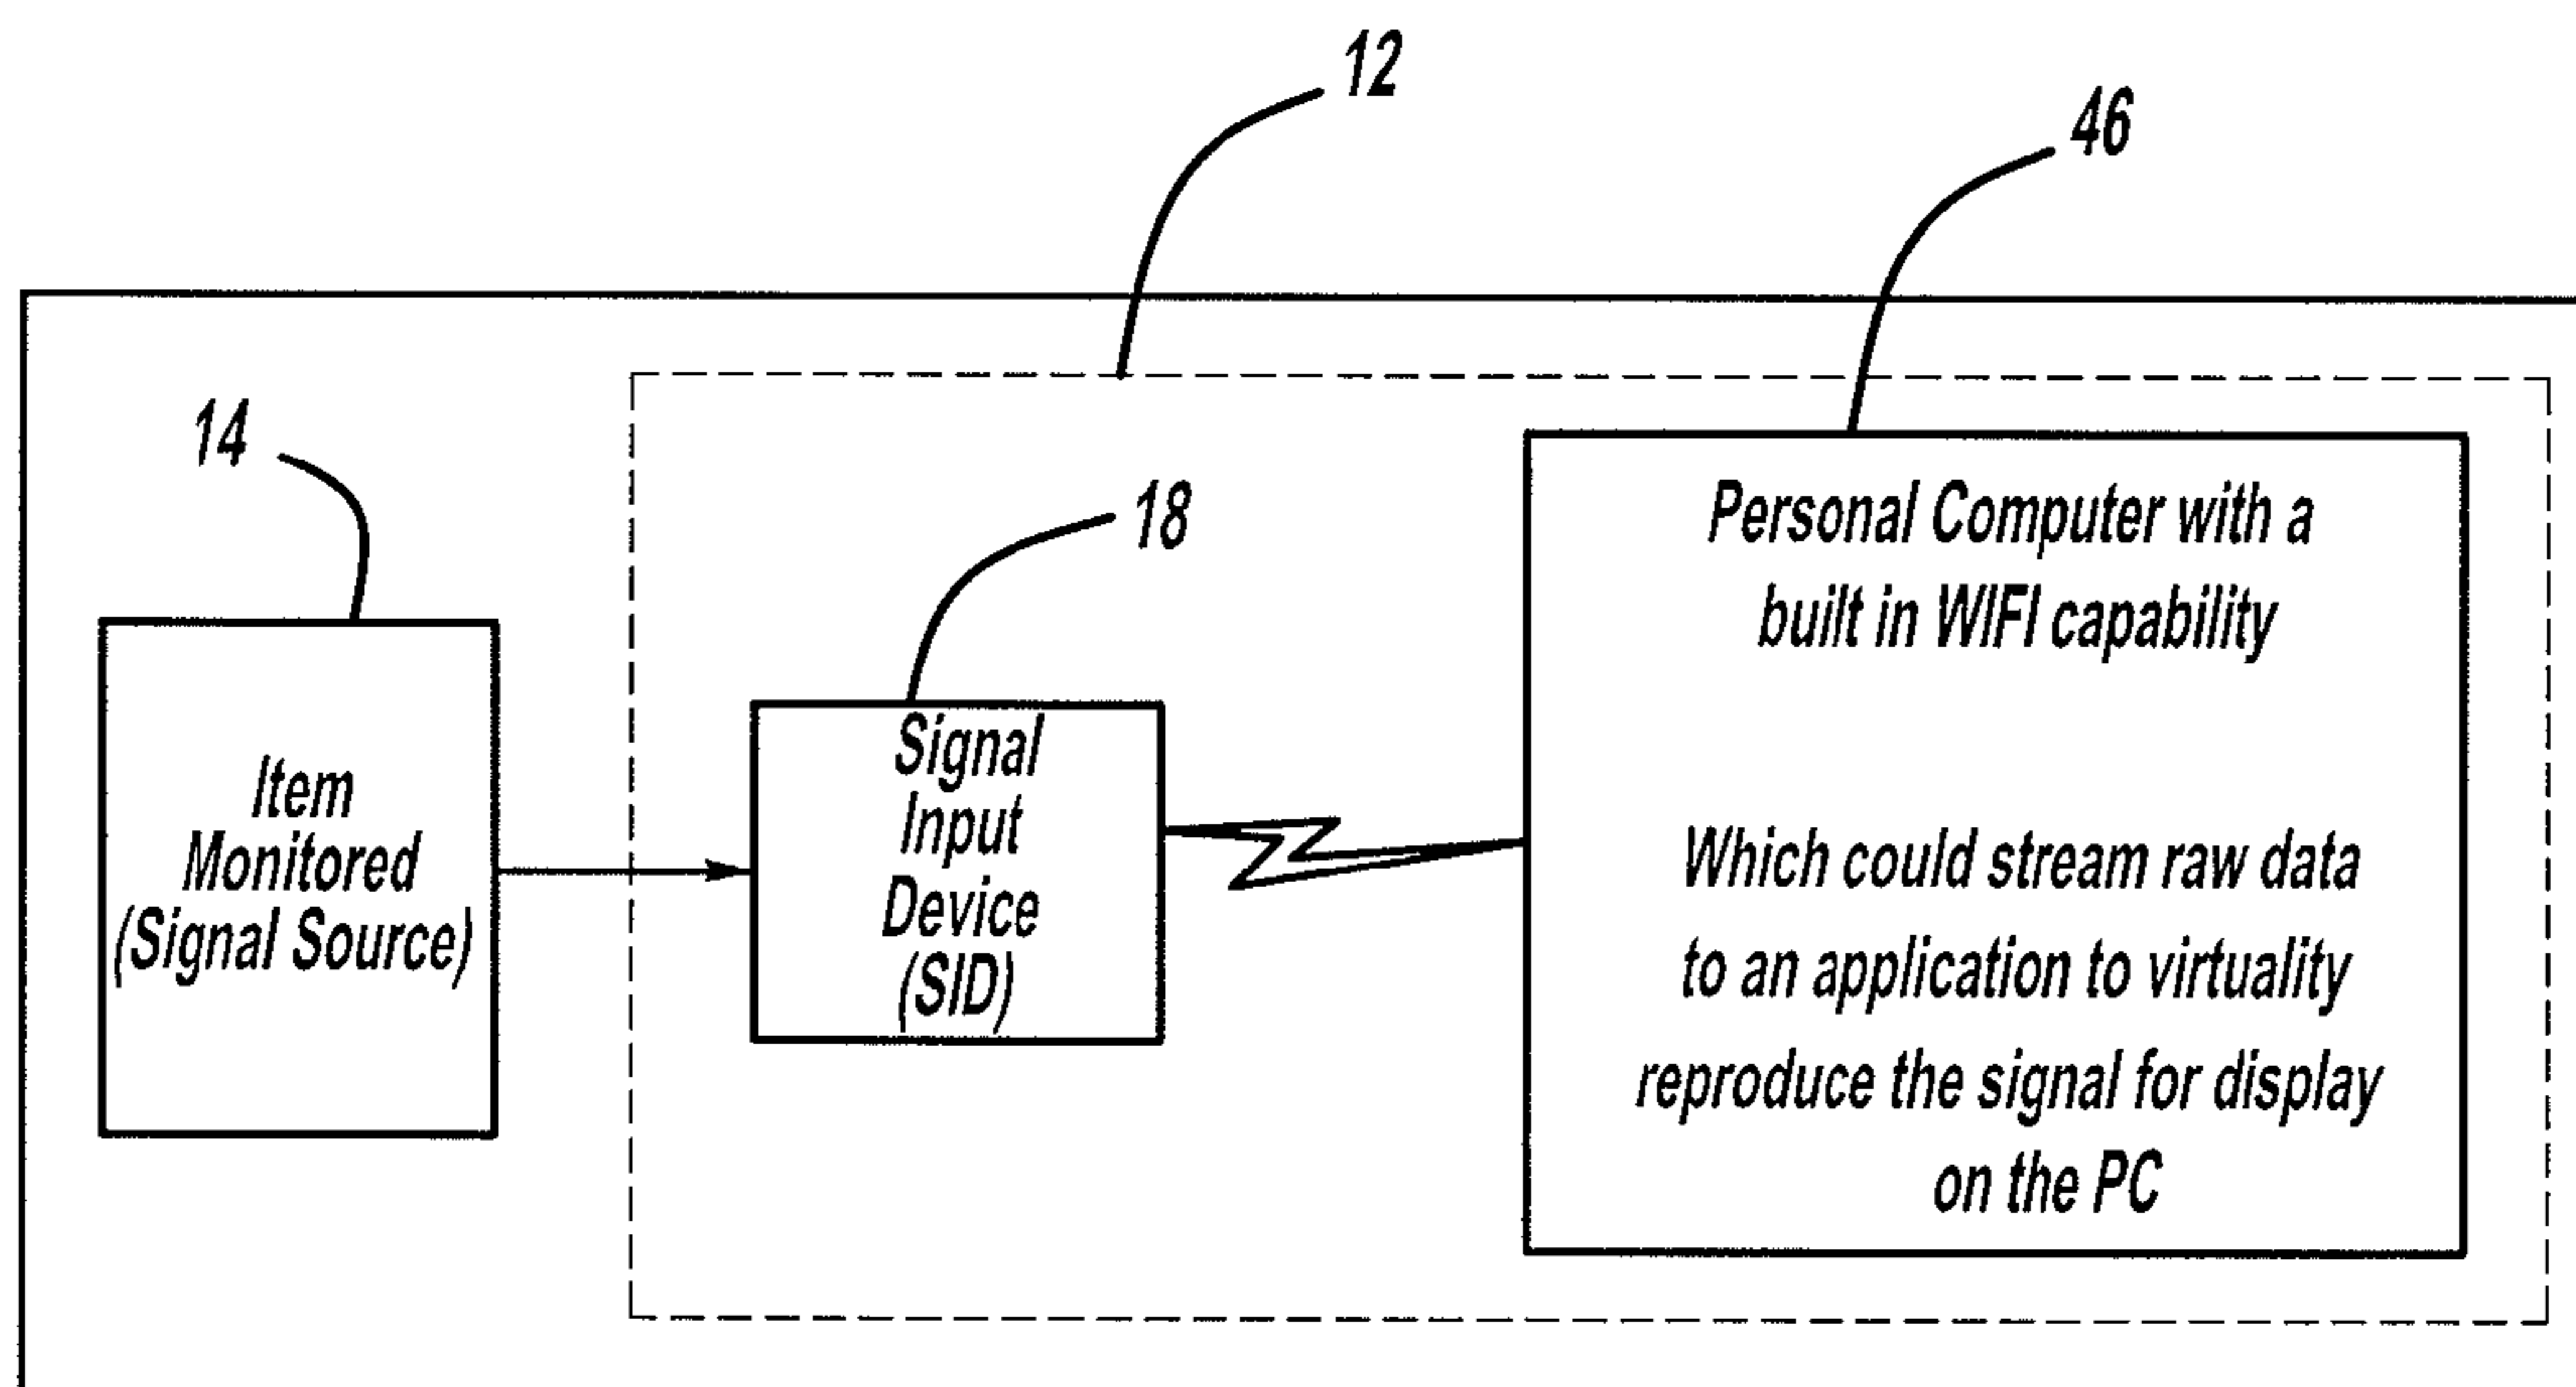 12
46
14
18
Item
Monitored
(Signal Source)
Signal
Input
Device
(SID)
Personal Computer with a
built in WIFI capability
Which could stream raw data
to an application to virtuality
reproduce the signal for display
on the PC